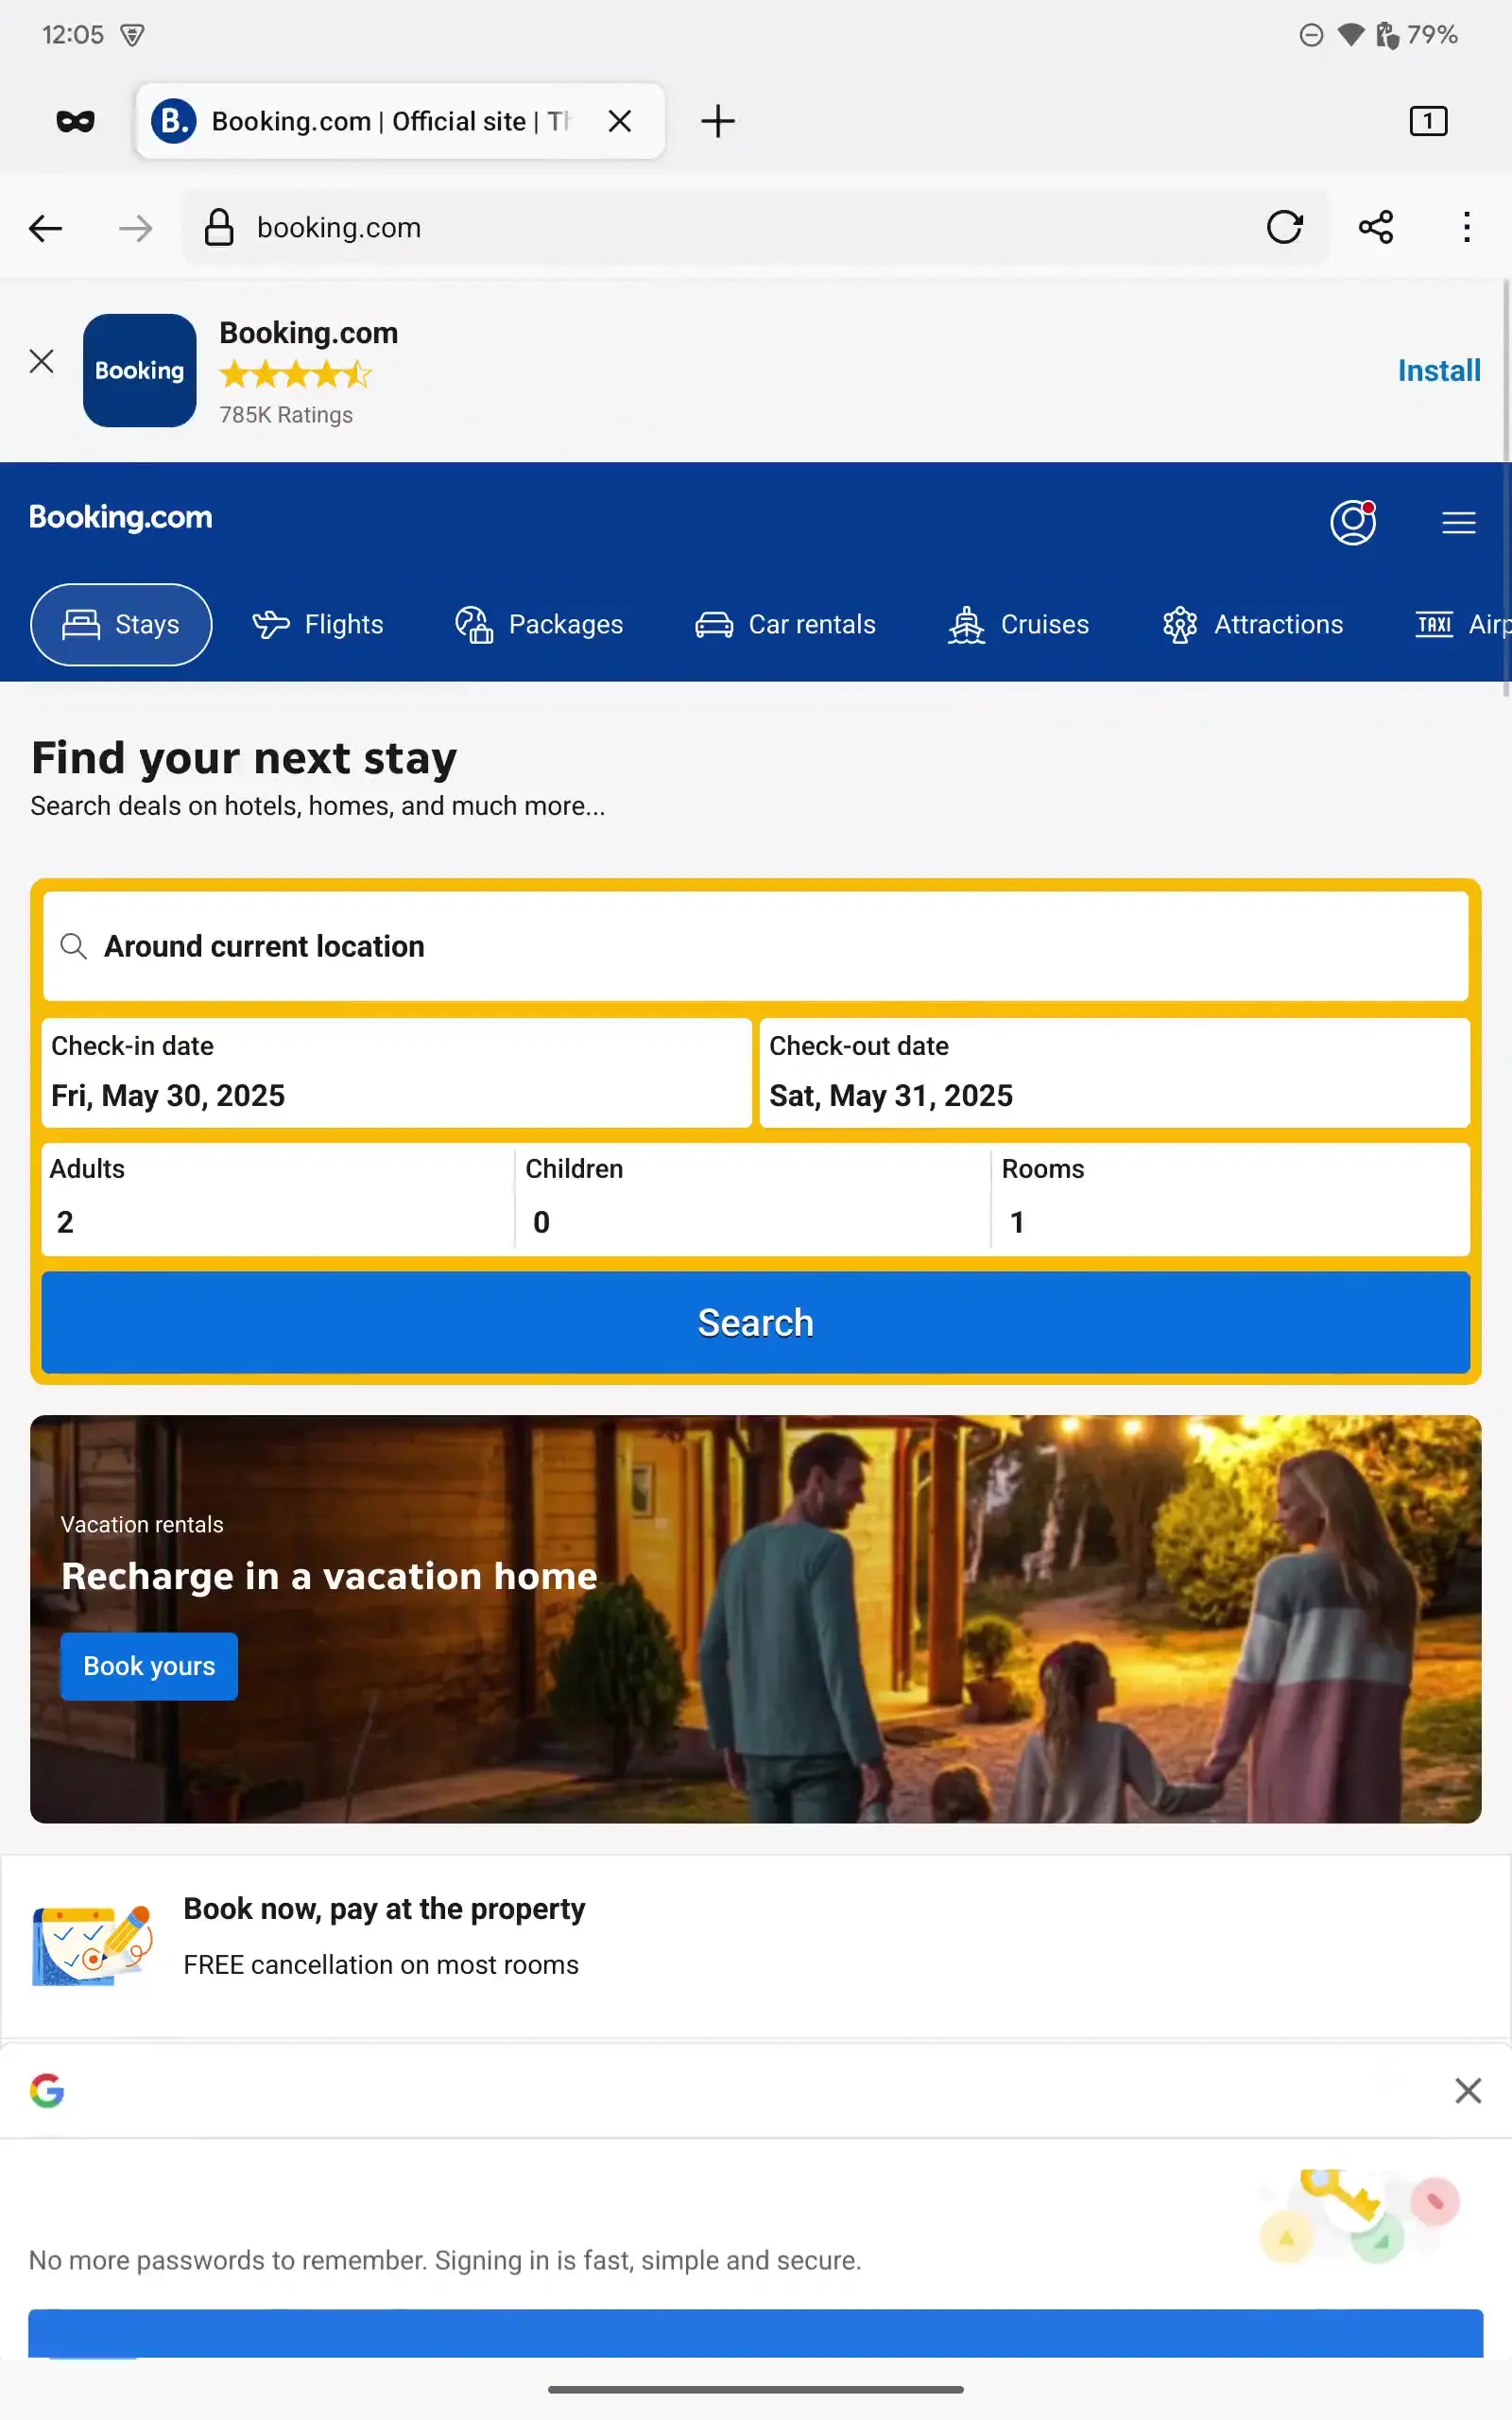 12:05
79%
B. Booking.com | Official site | Th
1
booking.com
Booking
Booking.com
785K Ratings
Install
Booking.com
Stays
Flights
Packages
Car rentals
Cruises
Attractions
TAXI
Airp
Find your next stay
Search deals on hotels, homes, and much more...
Around current location
Check-in date
Check-out date
Fri, May 30, 2025
Sat, May 31, 2025
Adults
Children
Rooms
2
0
1
Search
Vacation rentals
Recharge in a vacation home
Book yours
Book now, pay at the property
FREE cancellation on most rooms
G
No more passwords to remember. Signing in is fast, simple and secure.